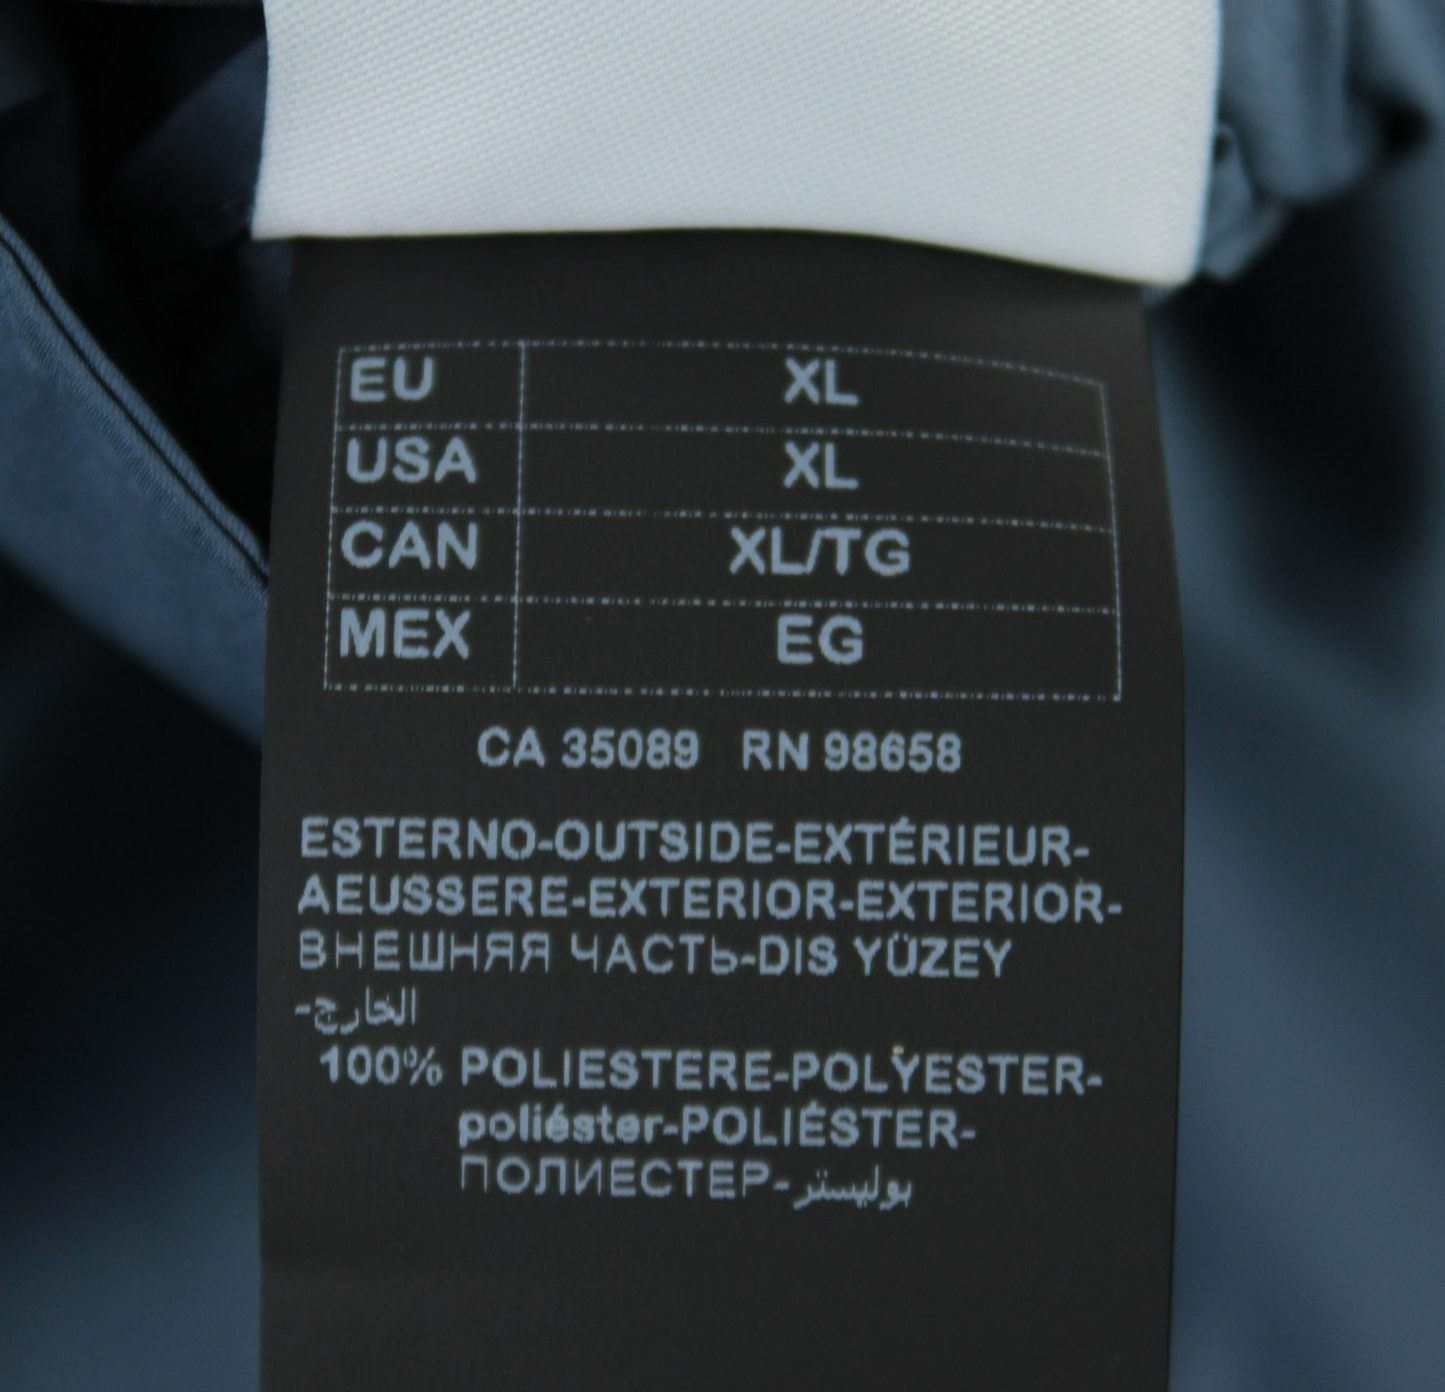 EU XL
USA XL
CAN XL/TG
MEX EG
CA 35089 RN 98658
ESTERNO-OUTSIDE-EXTÉRIEUR-
AEUSSERE-EXTERIOR-EXTERIOR-
ВНЕШНЯЯ ЧАСТЬ-DIS YÜZEY
الخارج-
100% POLIESTERE-POLYESTER-
poliéster-POLIÉSTER-
ПОЛИЕСТЕР-بوليستر